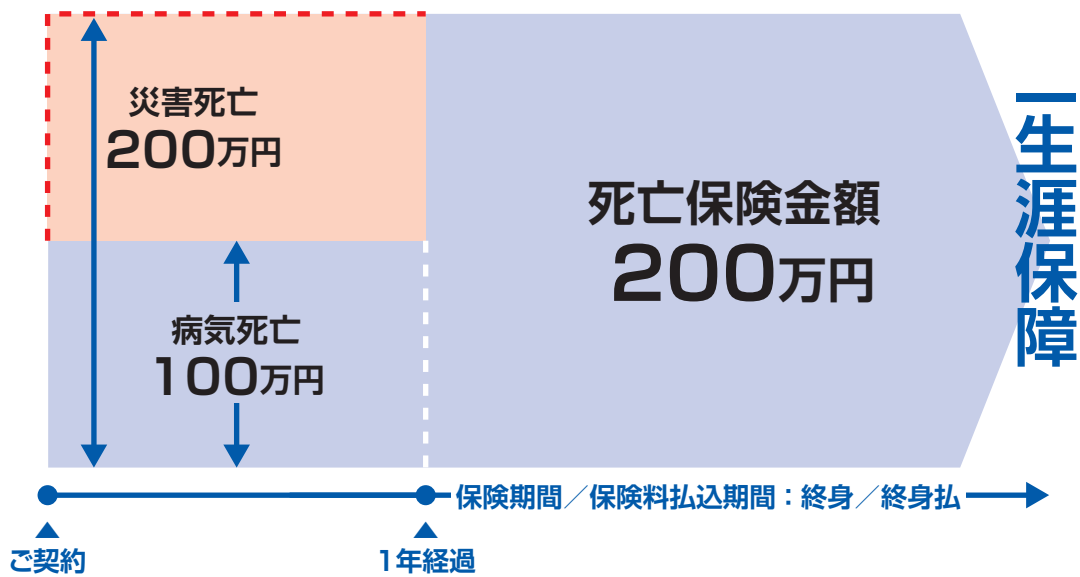 災害死亡
200万円
病気死亡
100万円
死亡保険金額
200万円
一生涯保障
保険期間／保険料払込期間：終身／終身払
ご契約
1年経過